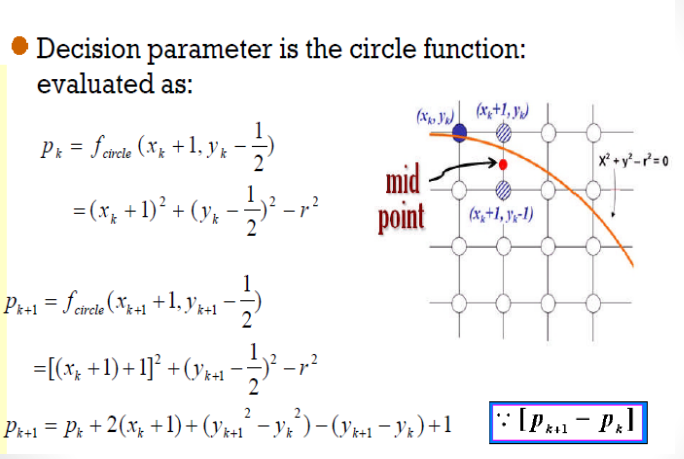 Decision parameter is the circle function:
evaluated as:
p_k = f_circle (x_k + 1, y_k − 1/2)
= (x_k + 1)² + (y_k − 1/2)² − r²
p_{k+1} = f_circle (x_{k+1} + 1, y_{k+1} − 1/2)
= [(x_k + 1) + 1]² + (y_{k+1} − 1/2)² − r²
p_{k+1} = p_k + 2(x_k + 1) + (y_{k+1}² − y_k²) − (y_{k+1} − y_k) + 1
∵ [p_{k+1} − p_k]
(x_k, y_k)
(x_k+1, y_k)
mid
point
(x_k+1, y_k-1)
X² + y² − r² = 0